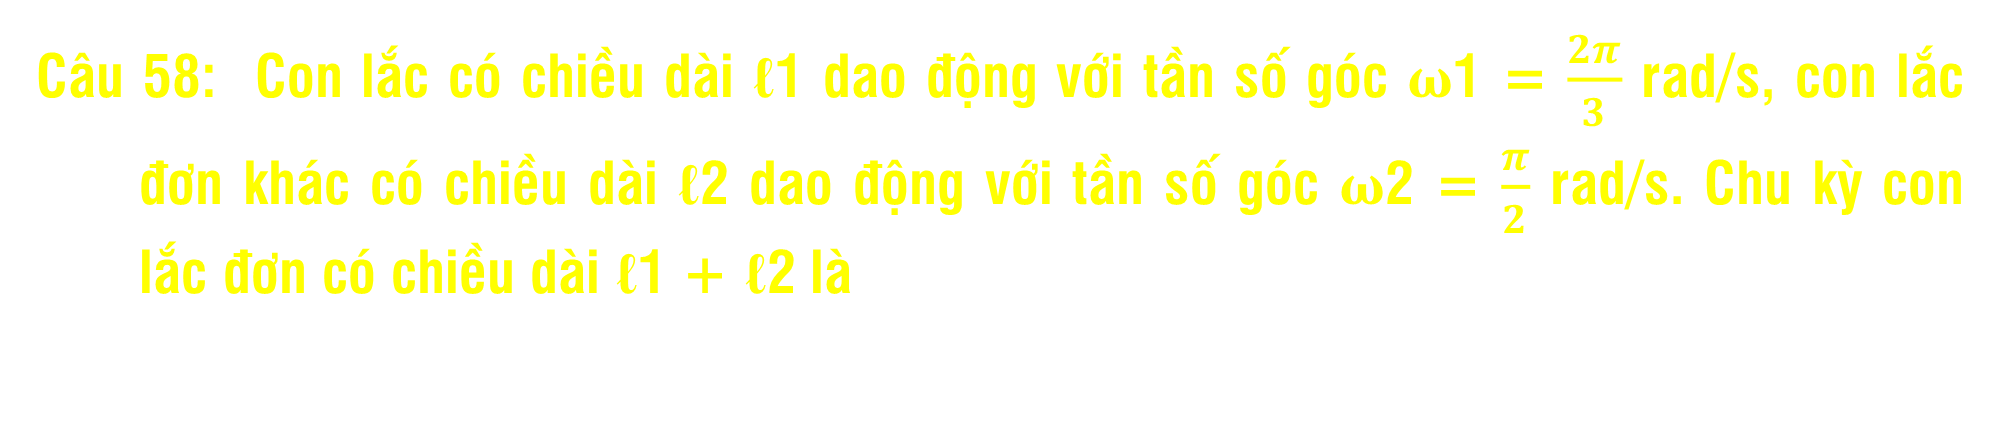 Câu 58: Con lắc có chiều dài ℓ1 dao động với tần số góc ω1 = \frac{2π}{3} rad/s, con lắc
đơn khác có chiều dài ℓ2 dao động với tần số góc ω2 = \frac{π}{2} rad/s. Chu kỳ con
lắc đơn có chiều dài ℓ1 + ℓ2 là